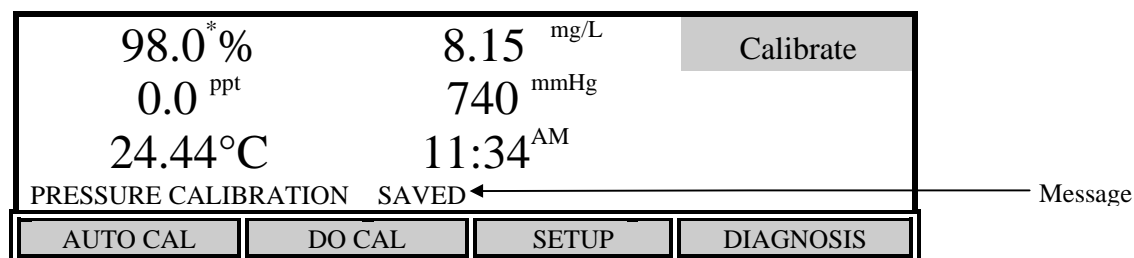 98.0*% 8.15 mg/L Calibrate
0.0 ppt 740 mmHg
24.44°C 11:34AM
PRESSURE CALIBRATION SAVED Message
AUTO CAL DO CAL SETUP DIAGNOSIS